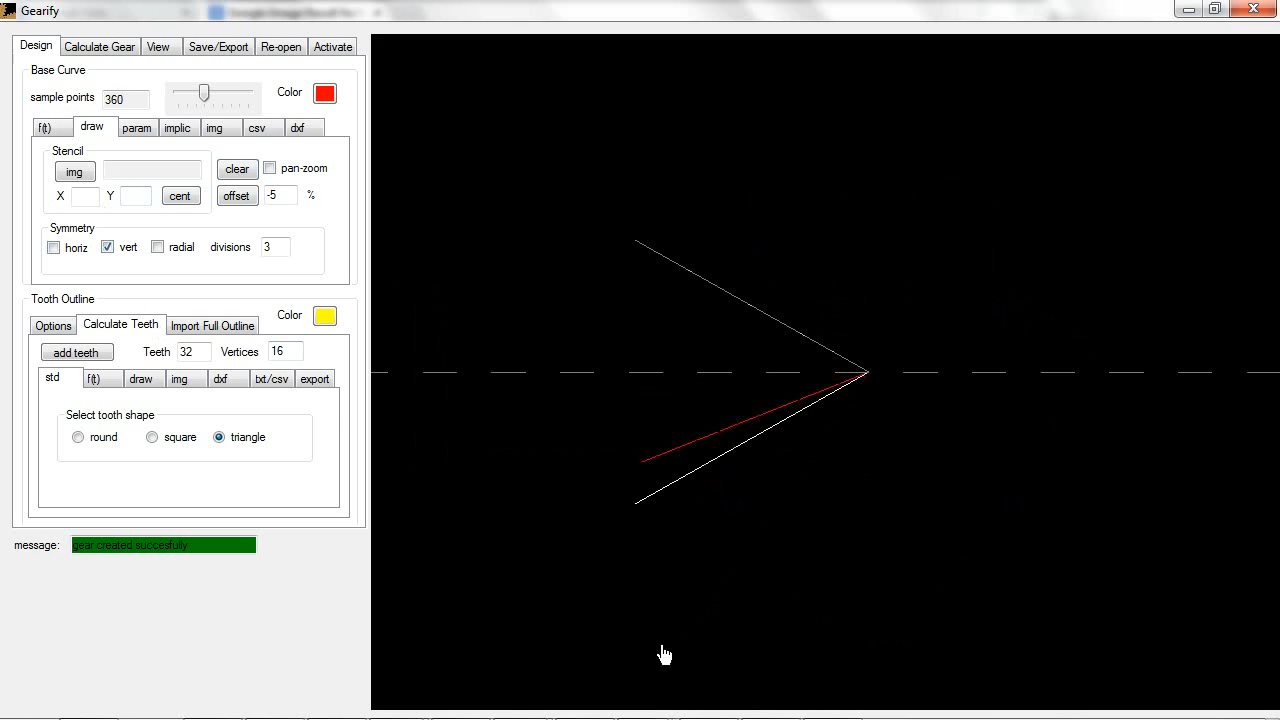 Gearify
Design Calculate Gear View Save/Export Re-open Activate
Base Curve
sample points 360 Color
f(t) draw param implic img csv dxf
Stencil
img clear pan-zoom
X Y cent offset -5 %
Symmetry
horiz vert radial divisions 3
Tooth Outline
Color
Options Calculate Teeth Import Full Outline
add teeth Teeth 32 Vertices 16
std f(t) draw img dxf txt/csv export
Select tooth shape
round square triangle
message: gear created succesfully